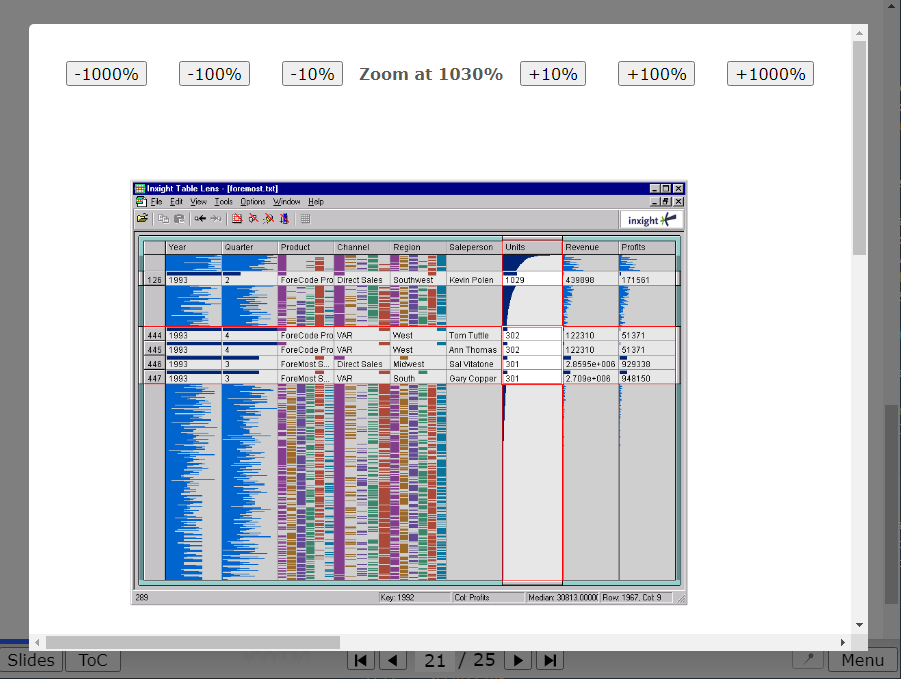 -1000% -100% -10% Zoom at 1030% +10% +100% +1000%
Inxight Table Lens - [foremost.txt]
File Edit View Tools Options Window Help
inxight
Year Quarter Product Channel Region Saleperson Units Revenue Profits
126 1993 2 ForeCode Pro Direct Sales Southwest Kevin Polen 1029 439898 171561
444 1993 4 ForeCode Pro VAR West Tom Tuttle 302 122310 51371
445 1993 4 ForeCode Pro VAR West Ann Thomas 302 122310 51371
446 1993 3 ForeMost S... Direct Sales Midwest Sal Vitatone 301 2.6595e+006 929338
447 1993 3 ForeMost S... VAR South Gary Copper 301 2.709e+006 948150
289 Key: 1992 Col: Profits Median: 30813.00000 Row: 1967, Col: 9
Slides ToC 21 / 25 Menu